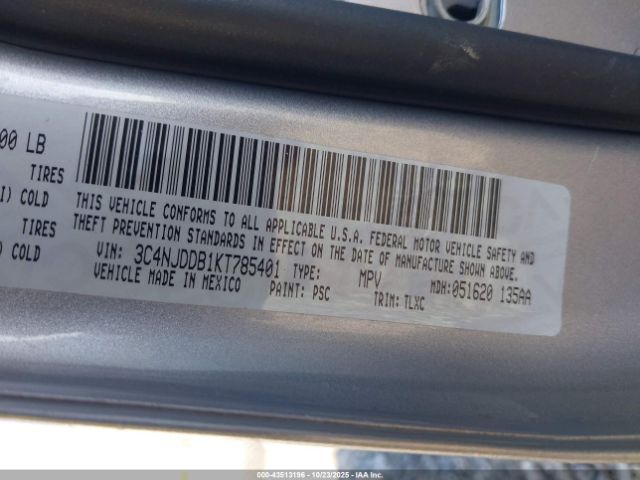 00 LB
TIRES
I) COLD
TIRES
) COLD
THIS VEHICLE CONFORMS TO ALL APPLICABLE U.S.A. FEDERAL MOTOR VEHICLE SAFETY AND
THEFT PREVENTION STANDARDS IN EFFECT ON THE DATE OF MANUFACTURE SHOWN ABOVE.
VIN: 3C4NJDDB1KT785401 TYPE: MPV MDH: 051620 135AA
VEHICLE MADE IN MEXICO PAINT: PSC TRIM: TLXC
000-43513196 - 10/23/2025 - IAAI.COM